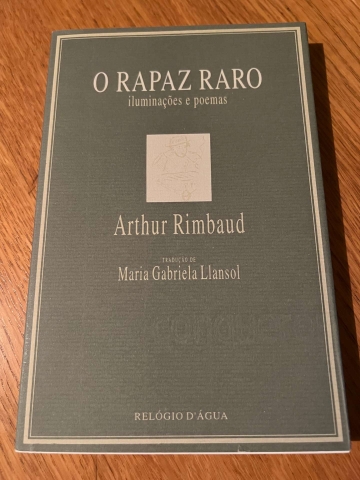 O RAPAZ RARO
iluminações e poemas
Arthur Rimbaud
TRADUÇÃO DE
Maria Gabriela Llansol
RELÓGIO D'ÁGUA